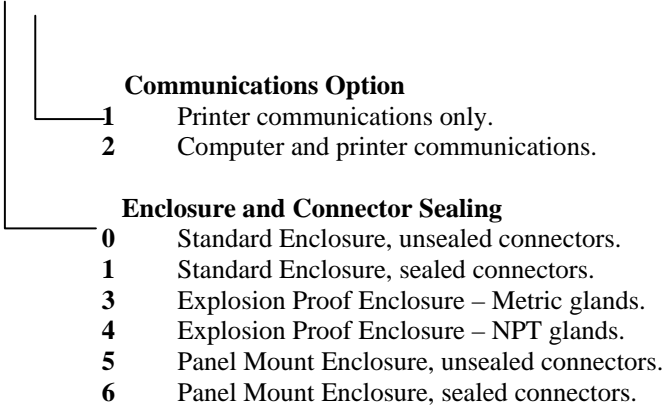 Communications Option
1 Printer communications only.
2 Computer and printer communications.
Enclosure and Connector Sealing
0 Standard Enclosure, unsealed connectors.
1 Standard Enclosure, sealed connectors.
3 Explosion Proof Enclosure – Metric glands.
4 Explosion Proof Enclosure – NPT glands.
5 Panel Mount Enclosure, unsealed connectors.
6 Panel Mount Enclosure, sealed connectors.